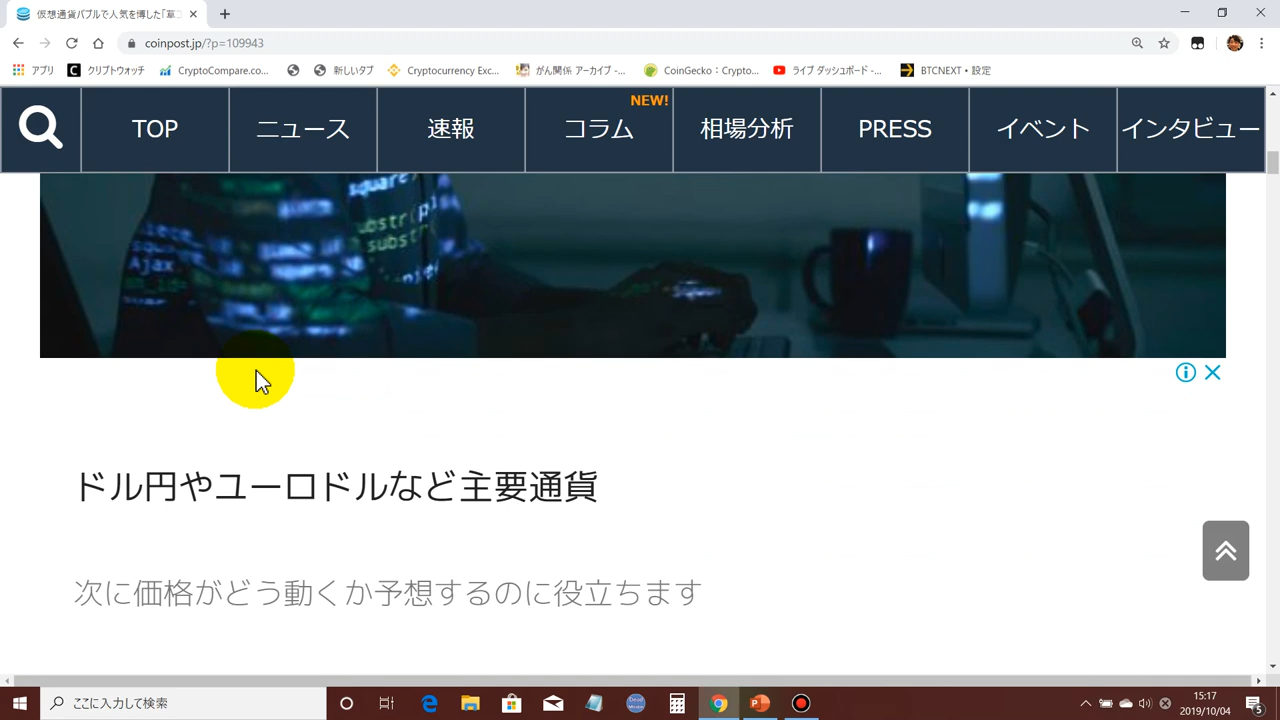 仮想通貨バブルで人気を博した「草コ
coinpost.jp/?p=109943
アプリ
クリプトウォッチ
CryptoCompare.co...
新しいタブ
Cryptocurrency Exc...
がん関係 アーカイブ - ...
CoinGecko：Crypto...
ライブ ダッシュボード - ...
BTCNEXT・設定
TOP
ニュース
速報
NEW!
コラム
相場分析
PRESS
イベント
インタビュー
square
substr(p
subst
Ajax
ドル円やユーロドルなど主要通貨
次に価格がどう動くか予想するのに役立ちます
ここに入力して検索
15:17
2019/10/04
5